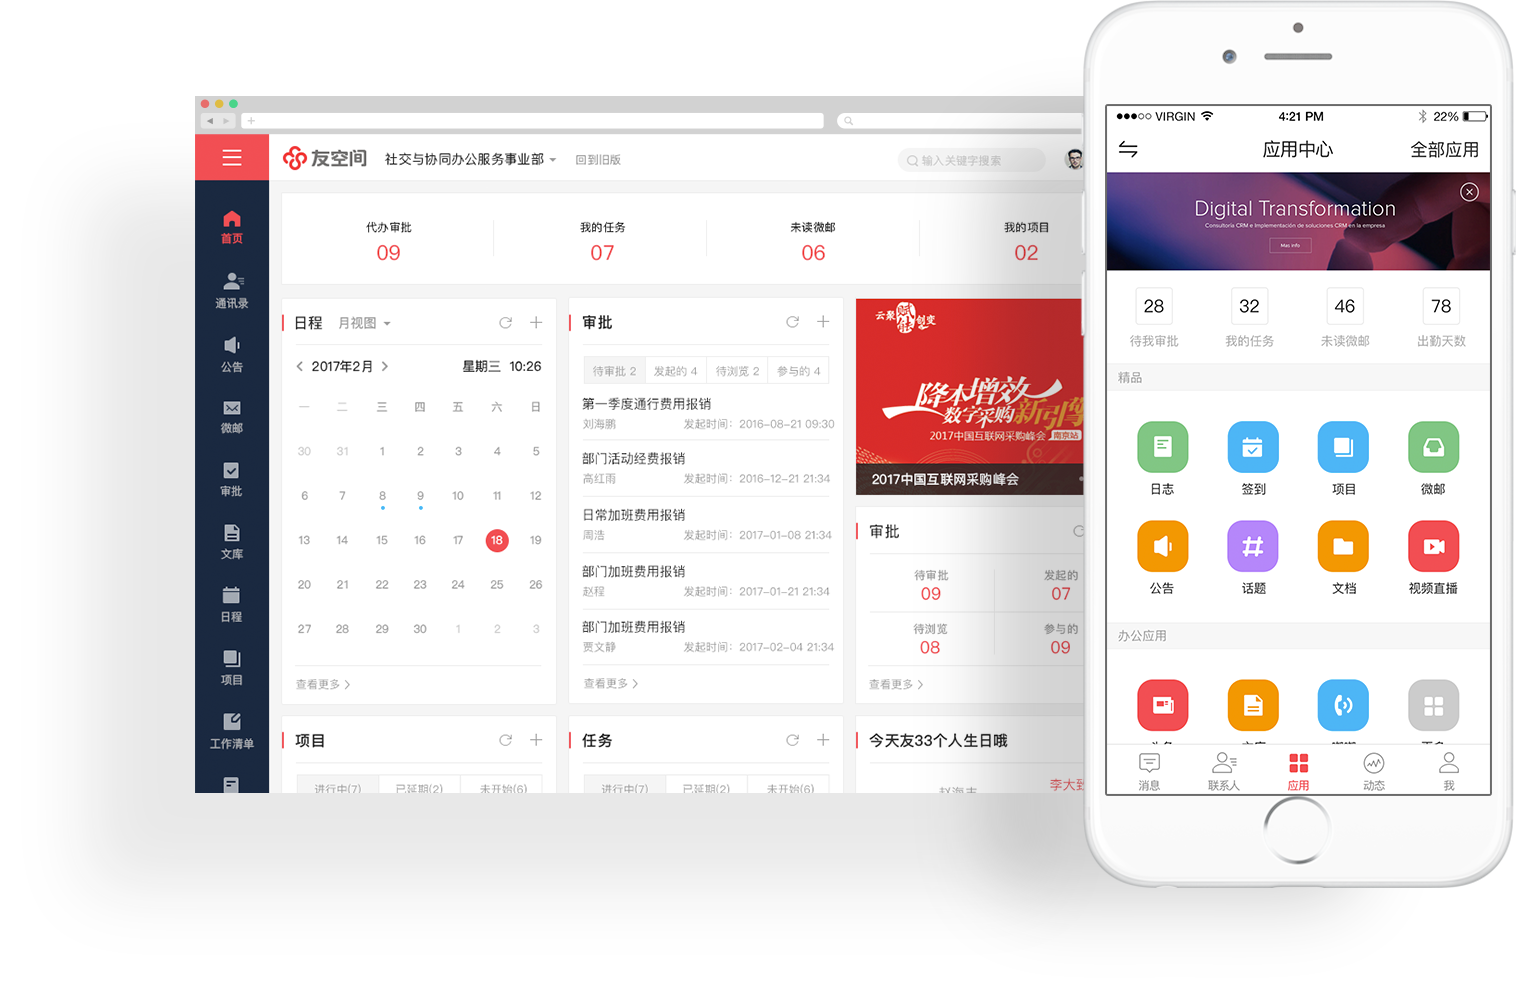 友空间 社交与协同办公服务事业部 回到旧版 输入关键字搜索
首页
通讯录
公告
微邮
审批
文库
日程
项目
工作清单
代办审批 我的任务 未读微邮 我的项目
09 07 06 02
日程 月视图
2017年2月 星期三 10:26
一 二 三 四 五 六 日
30 31 1 2 3 4 5
6 7 8 9 10 11 12
13 14 15 16 17 18 19
20 21 22 23 24 25 26
27 28 29 30 1 2 3
查看更多
审批
待审批 2 发起的 4 待浏览 2 参与的 4
第一季度通行费用报销
刘海鹏 发起时间：2016-08-21 09:30
部门活动经费报销
高红雨 发起时间：2016-12-21 21:34
日常加班费用报销
周浩 发起时间：2017-01-08 21:34
部门加班费用报销
赵程 发起时间：2017-01-21 21:34
部门加班费用报销
贾文静 发起时间：2017-02-04 21:34
查看更多
云聚 创变
降本增效
数字采购新引擎
2017中国互联网采购峰会 南京站
2017中国互联网采购峰会
审批
待审批 发起的
09 07
待浏览 参与的
08 09
查看更多
项目
进行中(7) 已延期(2) 未开始(6)
任务
进行中(7) 已延期(2) 未开始(6)
今天友33个人生日哦
李大
VIRGIN 4:21 PM 22%
应用中心 全部应用
Digital Transformation
Consultoría CRM e Implementación de soluciones CRM en la empresa
Mas info
28 32 46 78
待我审批 我的任务 未读微邮 出勤天数
精品
日志 签到 项目 微邮
公告 话题 文档 视频直播
办公应用
消息 联系人 应用 动态 我